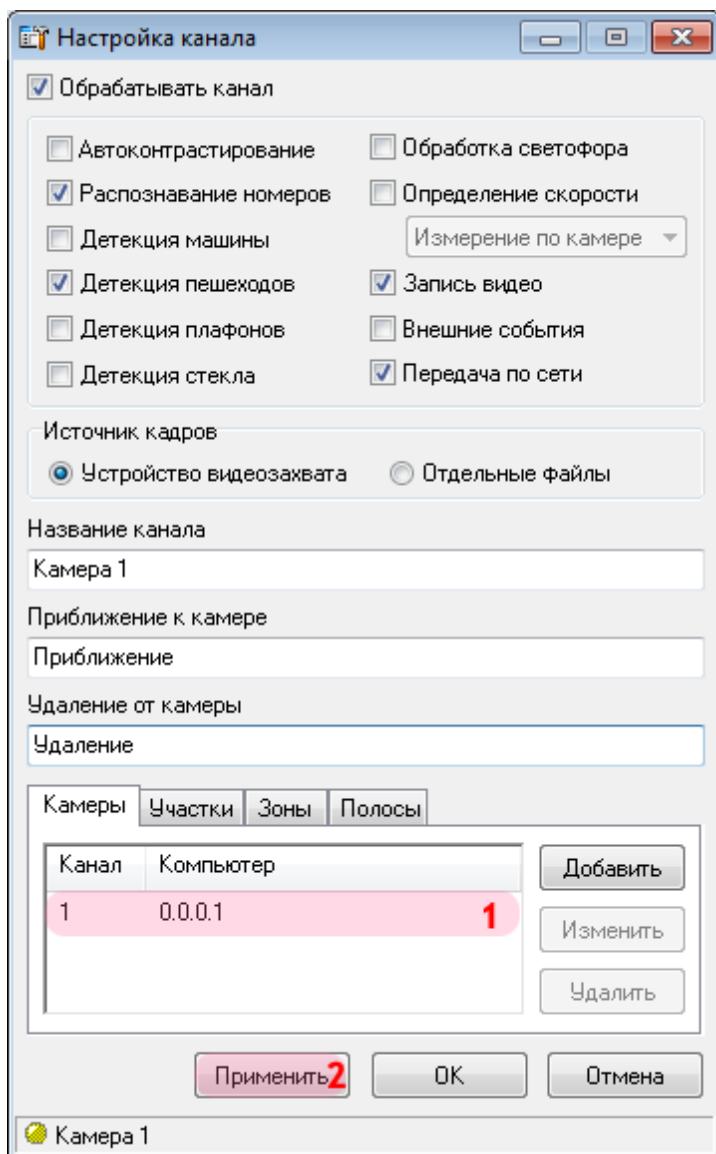 Настройка канала
Обрабатывать канал
Автоконтрастирование
Обработка светофора
Распознавание номеров
Определение скорости
Детекция машины
Измерение по камере
Детекция пешеходов
Запись видео
Детекция плафонов
Внешние события
Детекция стекла
Передача по сети
Источник кадров
Устройство видеозахвата
Отдельные файлы
Название канала
Камера 1
Приближение к камере
Приближение
Удаление от камеры
Удаление
Камеры Участки Зоны Полосы
Канал Компьютер
Добавить
1 0.0.0.1 1
Изменить
Удалить
Применить 2 OK Отмена
Камера 1